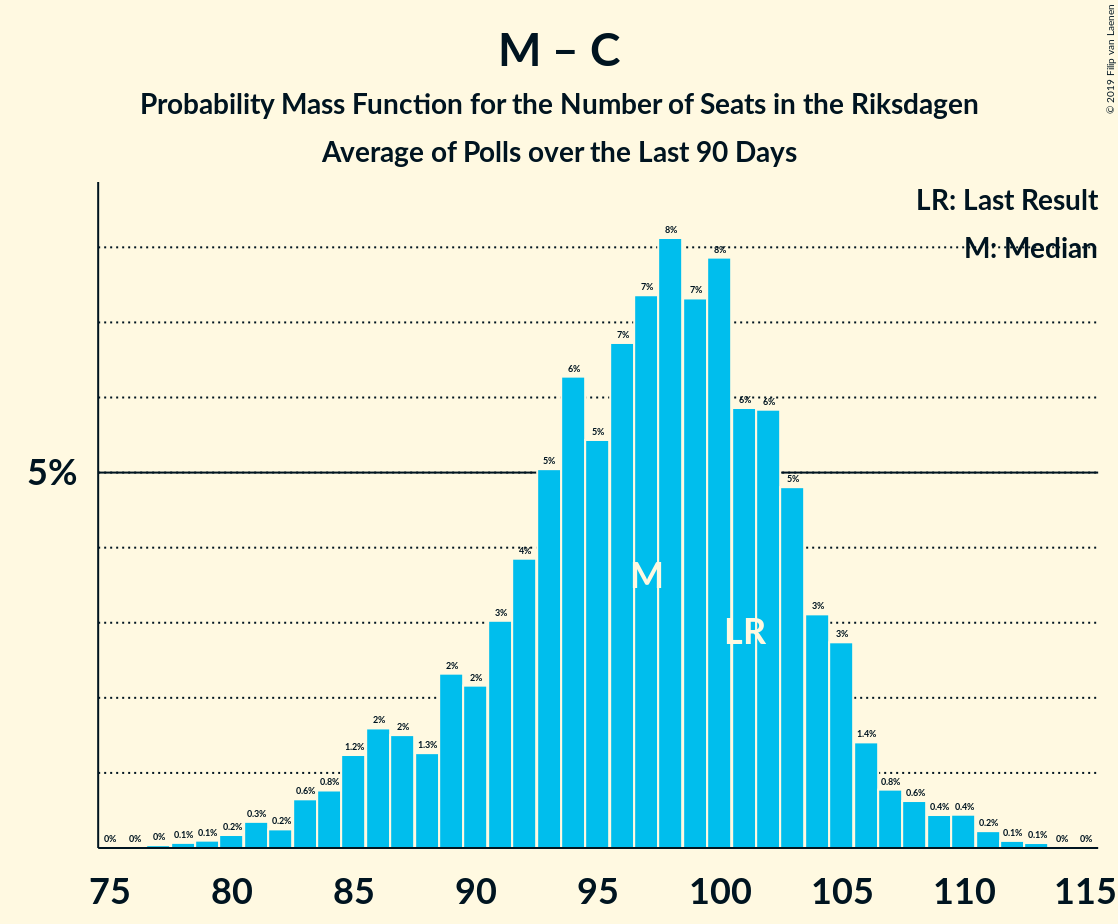 M – C
Probability Mass Function for the Number of Seats in the Riksdagen
Average of Polls over the Last 90 Days
© 2019 Filip van Laenen
LR: Last Result
M: Median
5%
0% 0% 0% 0.1% 0.1% 0.2% 0.3% 0.2% 0.6% 0.8% 1.2% 2% 2% 1.3% 2% 2% 3% 4% 5% 6% 5% 7% 7% 8% 7% 8% 6% 6% 5% 3% 3% 1.4% 0.8% 0.6% 0.4% 0.4% 0.2% 0.1% 0.1% 0% 0%
M
LR
75 80 85 90 95 100 105 110 115